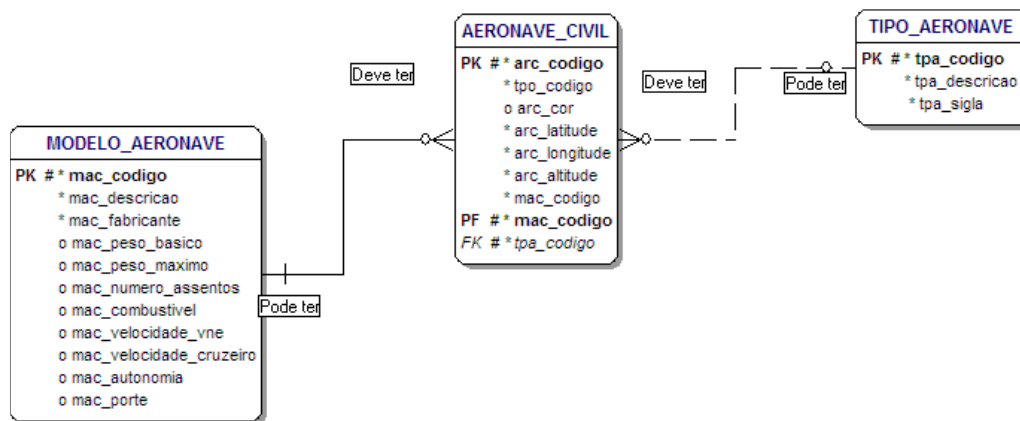 MODELO_AERONAVE
PK # * mac_codigo
* mac_descricao
* mac_fabricante
o mac_peso_basico
o mac_peso_maximo
o mac_numero_assentos
o mac_combustivel
o mac_velocidade_vne
o mac_velocidade_cruzeiro
o mac_autonomia
o mac_porte
Pode ter
Deve ter
AERONAVE_CIVIL
PK # * arc_codigo
* tpo_codigo
o arc_cor
* arc_latitude
* arc_longitude
* arc_altitude
* mac_codigo
PF # * mac_codigo
FK # * tpa_codigo
Deve ter
Pode ter
TIPO_AERONAVE
PK # * tpa_codigo
* tpa_descricao
* tpa_sigla